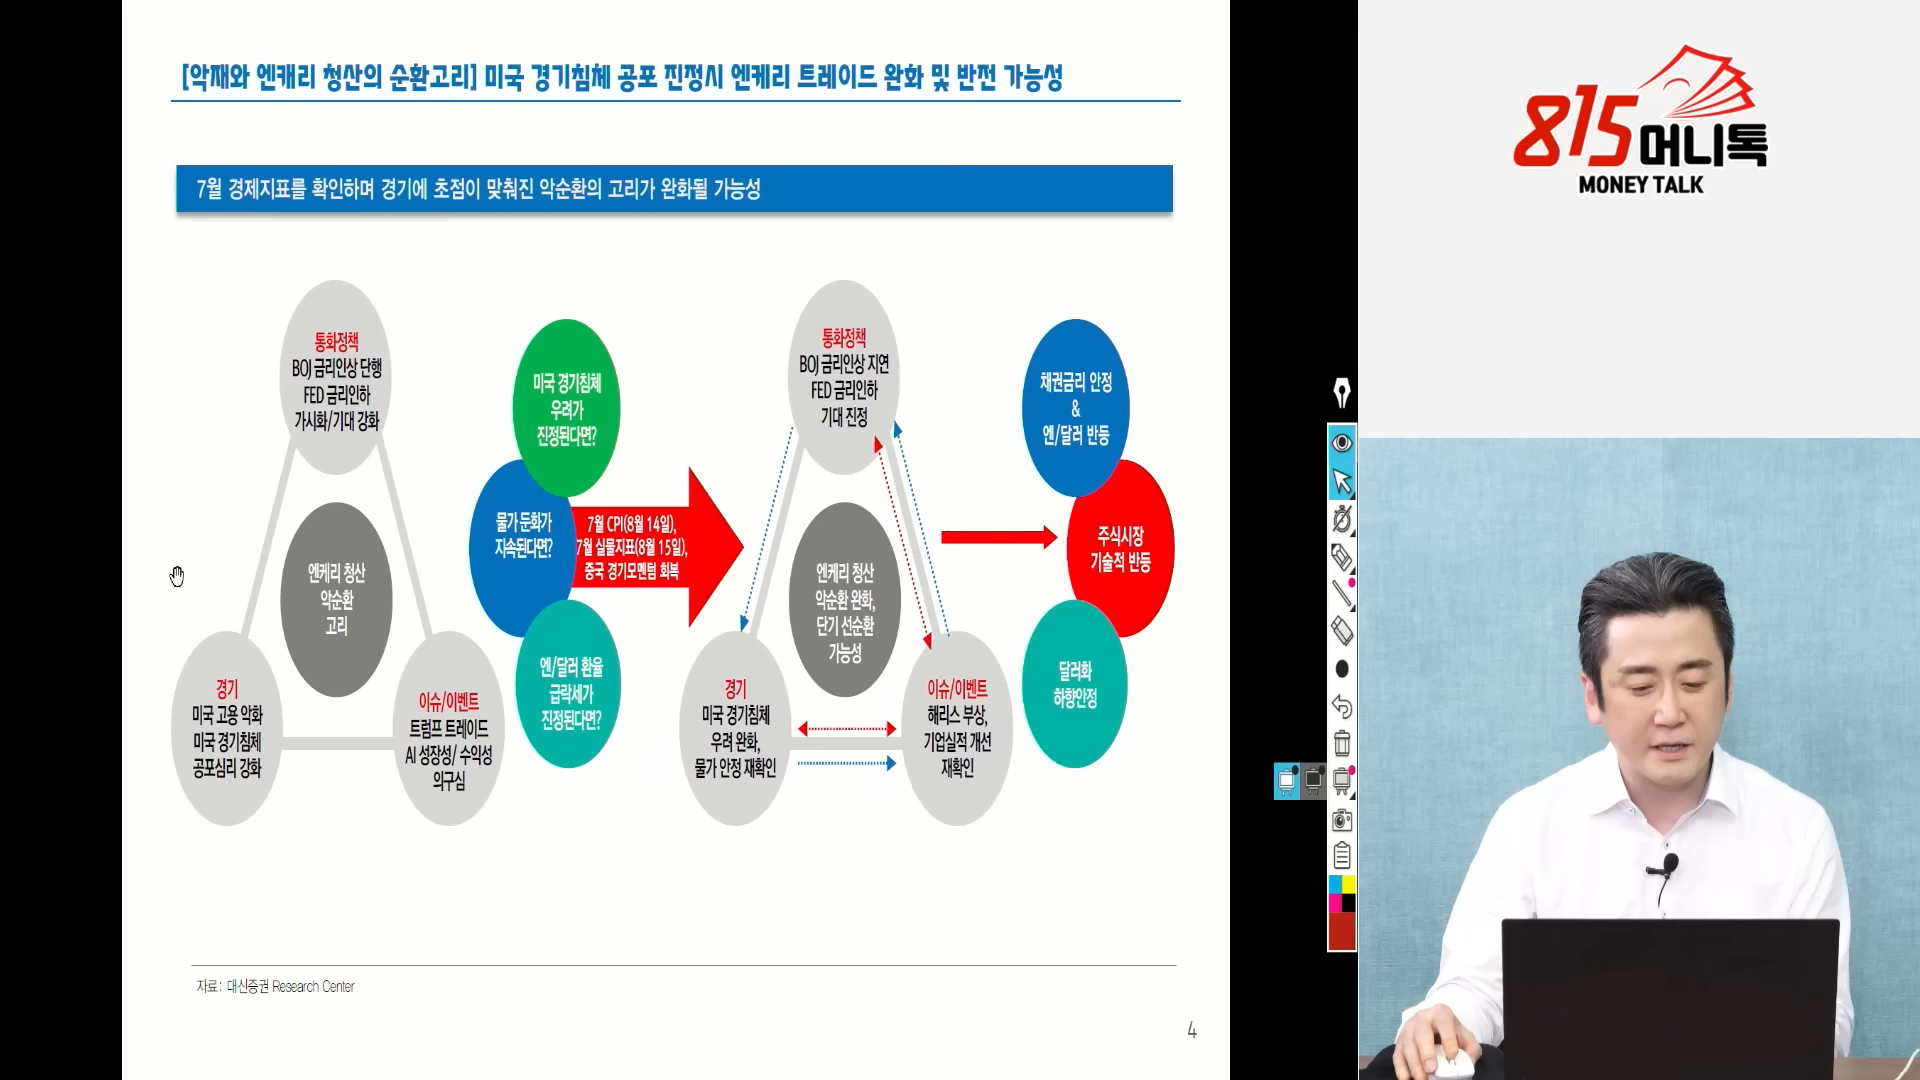 [악재와 엔캐리 청산의 순환고리] 미국 경기침체 공포 진정시 엔케리 트레이드 완화 및 반전 가능성
7월 경제지표를 확인하며 경기에 초점이 맞춰진 악순환의 고리가 완화될 가능성
통화정책
BOJ 금리인상 단행
FED 금리인하
가시화/기대 강화
엔케리 청산
악순환
고리
경기
미국 고용 악화
미국 경기침체
공포심리 강화
이슈/이벤트
트럼프 트레이드
AI 성장성/ 수익성
의구심
미국 경기침체
우려가
진정된다면?
물가 둔화가
지속된다면?
엔/달러 환율
급락세가
진정된다면?
7월 CPI(8월 14일),
7월 실물지표(8월 15일),
중국 경기모멘텀 회복
통화정책
BOJ 금리인상 지연
FED 금리인하
기대 진정
엔케리 청산
악순환 완화,
단기 선순환
가능성
경기
미국 경기침체
우려 완화,
물가 안정 재확인
이슈/이벤트
해리스 부상,
기업실적 개선
재확인
채권금리 안정
&
엔/달러 반등
주식시장
기술적 반등
달러화
하향안정
자료: 대신증권 Research Center
4
815머니톡
MONEY TALK